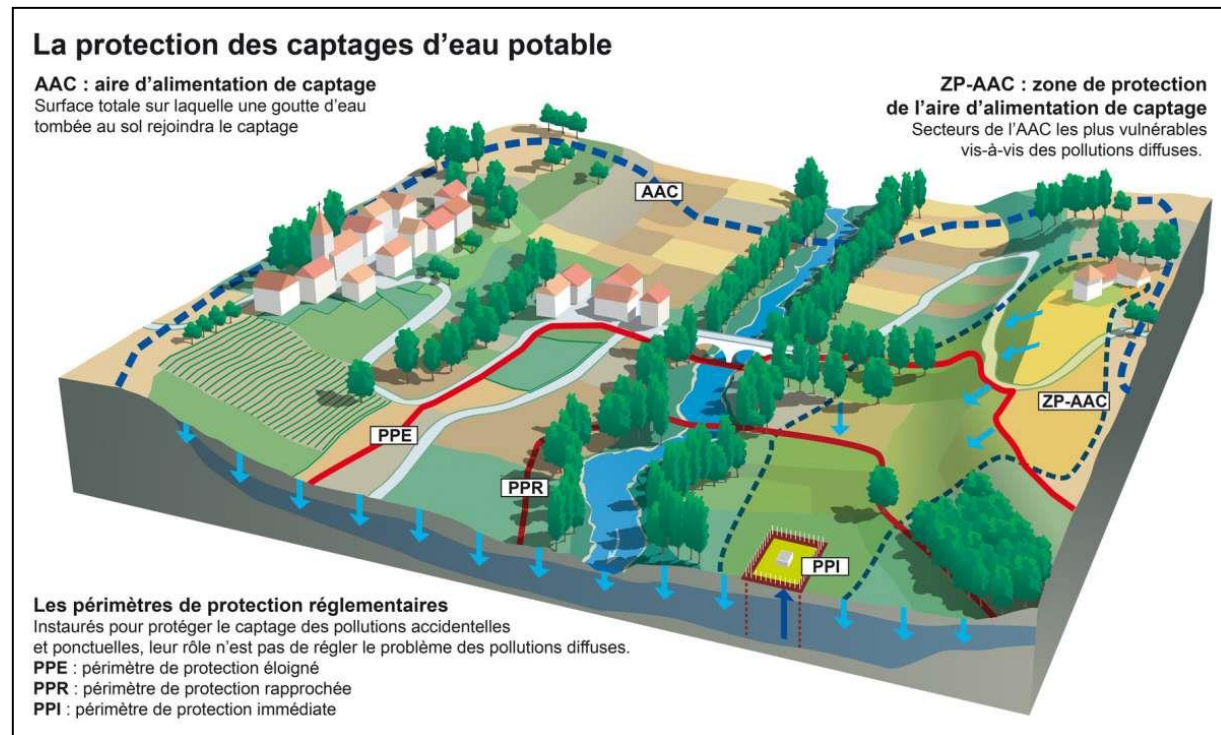 La protection des captages d'eau potable
AAC : aire d'alimentation de captage
Surface totale sur laquelle une goutte d'eau
tombée au sol rejoindra le captage
ZP-AAC : zone de protection
de l'aire d'alimentation de captage
Secteurs de l'AAC les plus vulnérables
vis-à-vis des pollutions diffuses.
AAC
ZP-AAC
PPE
PPR
PPI
Les périmètres de protection réglementaires
Instaurés pour protéger le captage des pollutions accidentelles
et ponctuelles, leur rôle n'est pas de régler le problème des pollutions diffuses.
PPE : périmètre de protection éloigné
PPR : périmètre de protection rapprochée
PPI : périmètre de protection immédiate